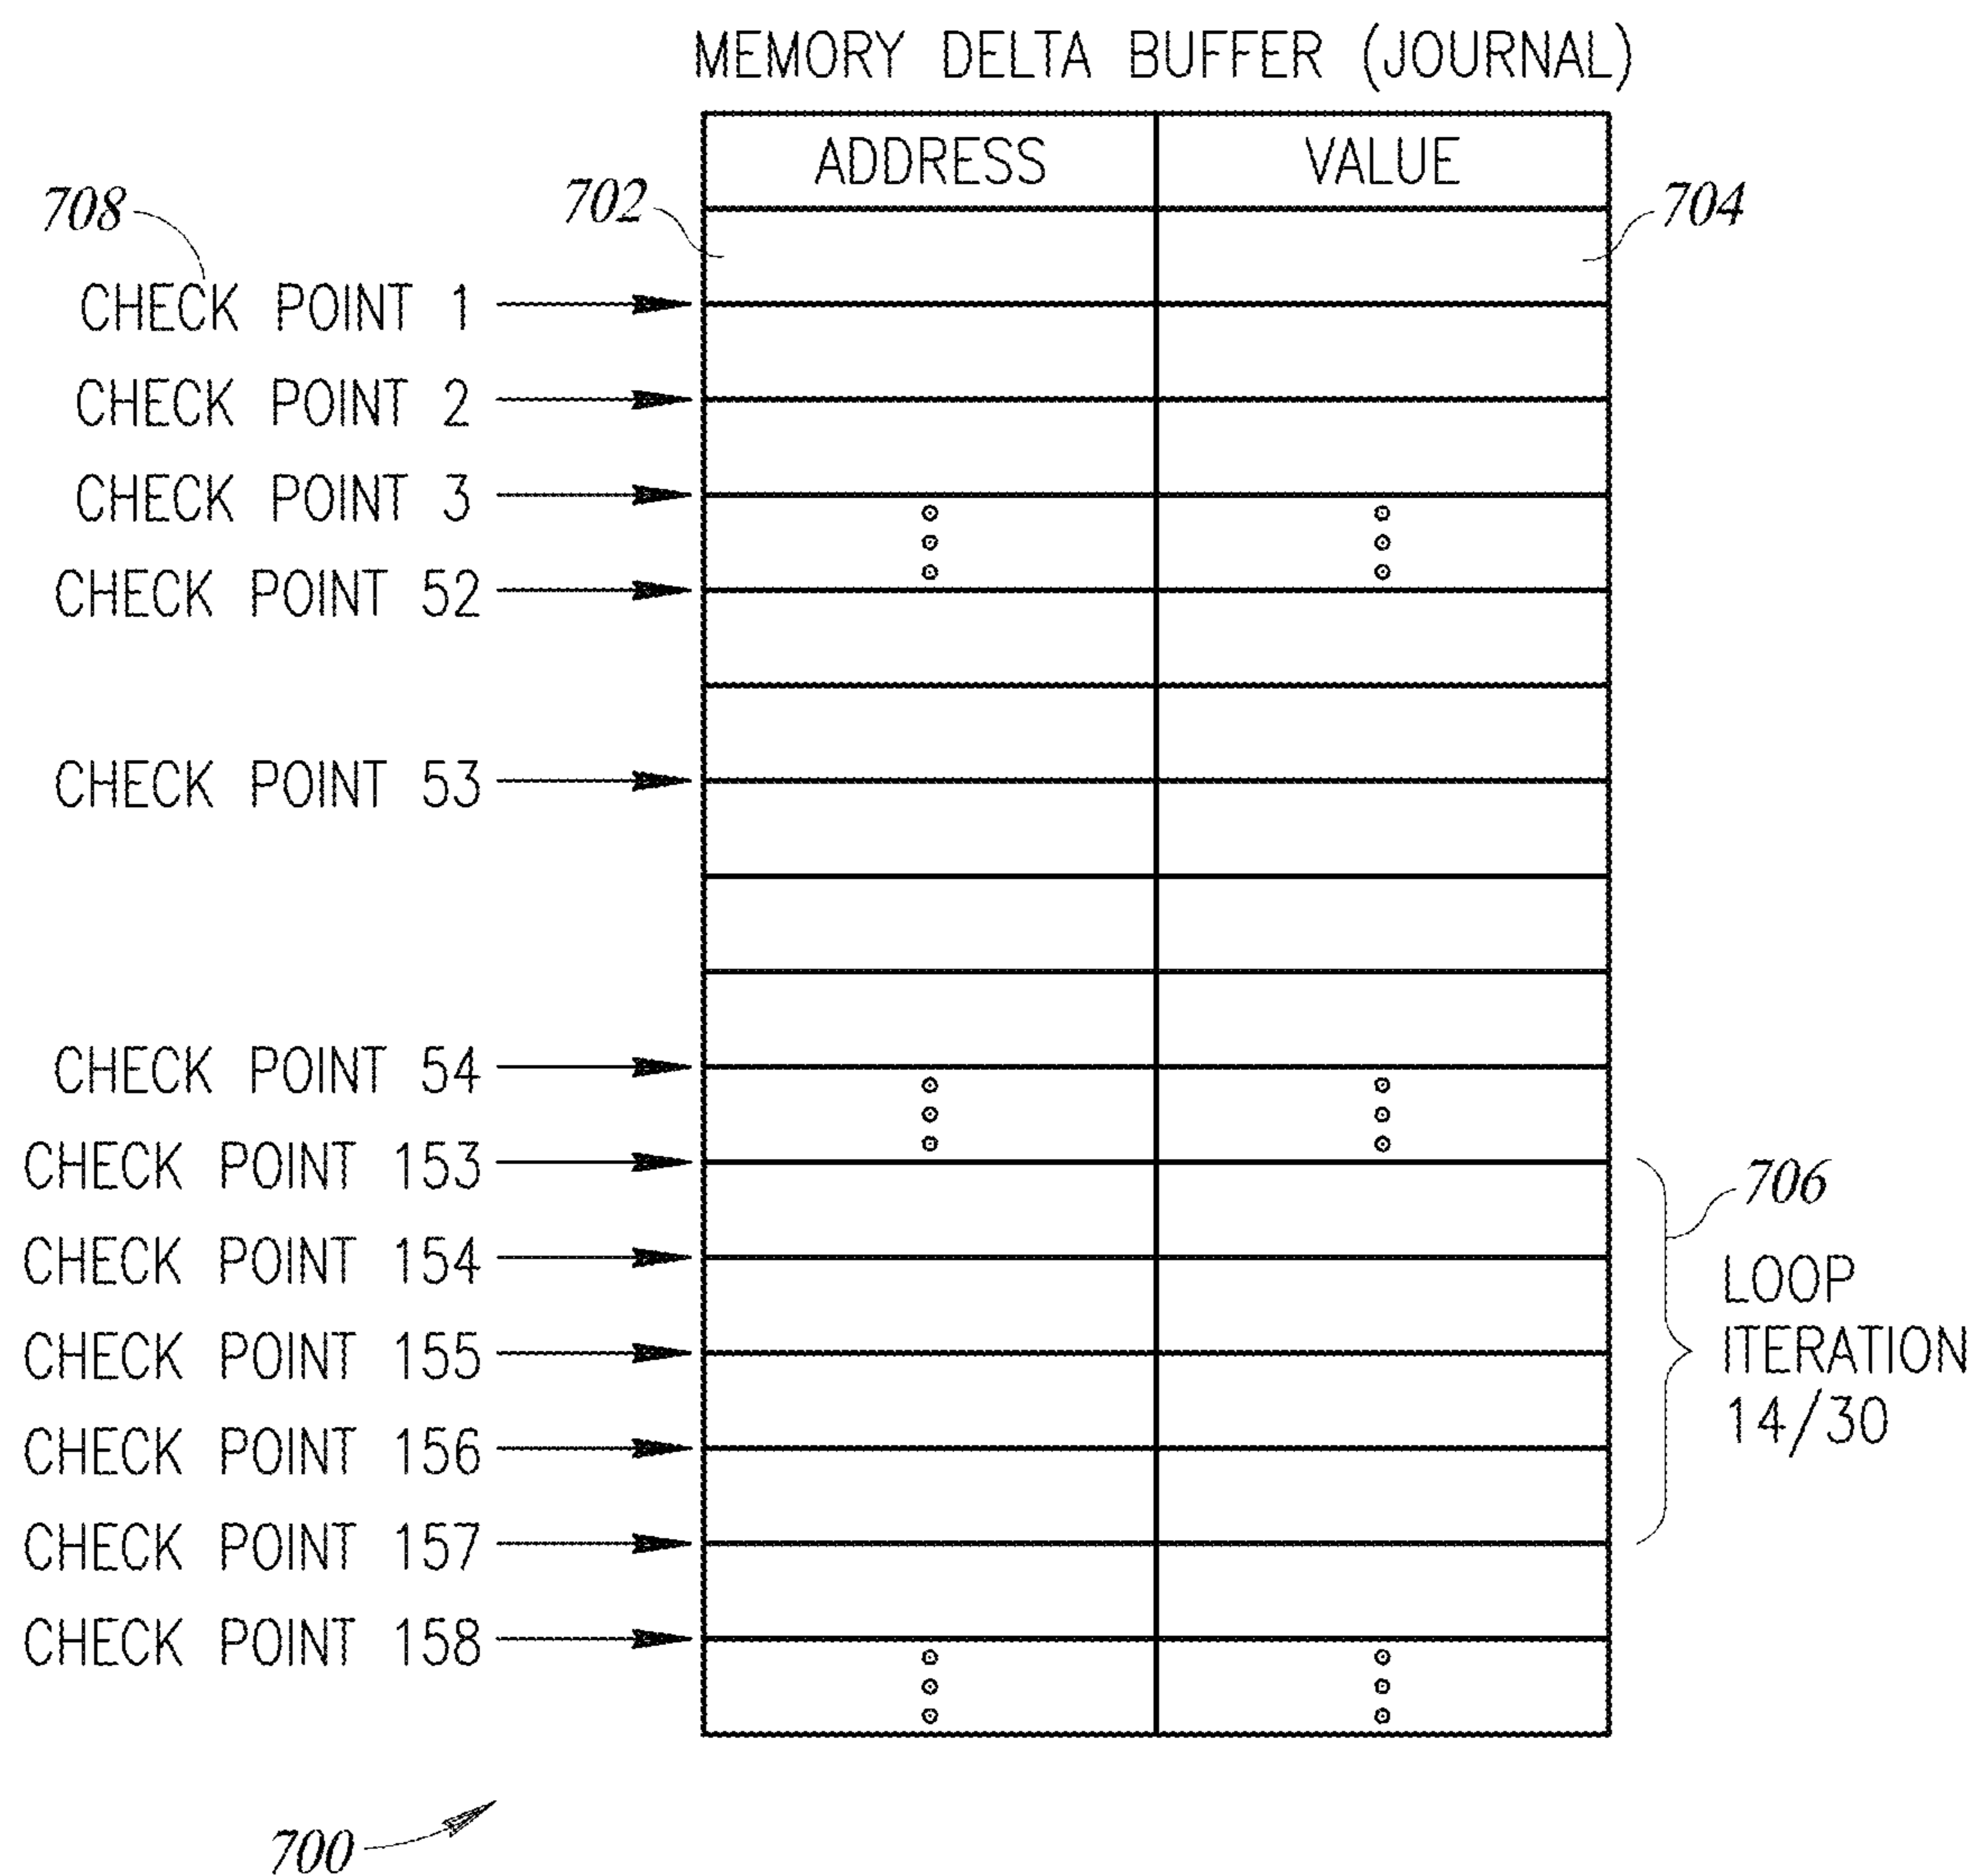 MEMORY DELTA BUFFER (JOURNAL)
ADDRESS VALUE
708 702 704
CHECK POINT 1
CHECK POINT 2
CHECK POINT 3
CHECK POINT 52
CHECK POINT 53
CHECK POINT 54
CHECK POINT 153
706
CHECK POINT 154
LOOP
CHECK POINT 155
ITERATION
14/30
CHECK POINT 156
CHECK POINT 157
CHECK POINT 158
700